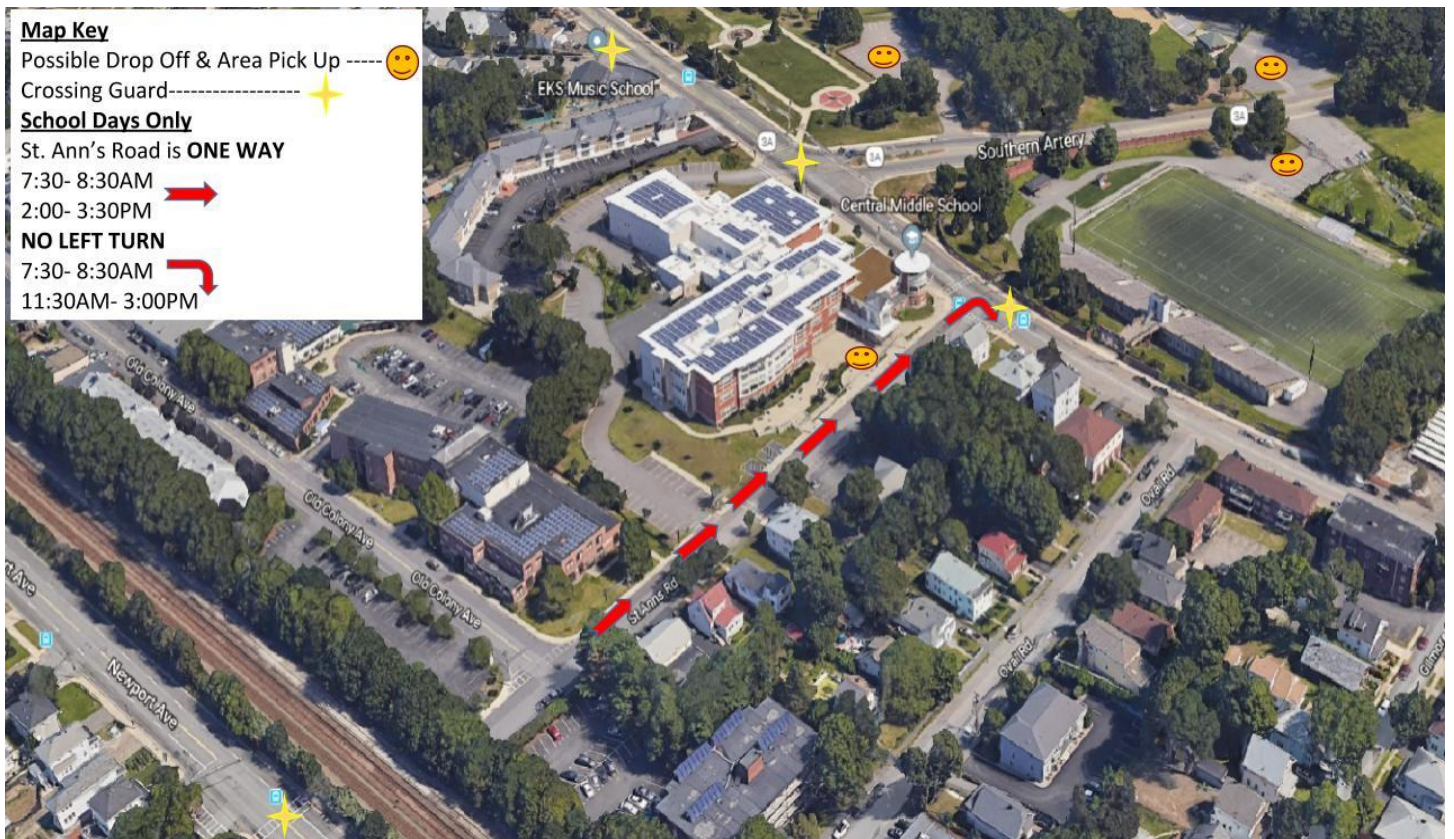 Map Key
Possible Drop Off & Area Pick Up -----
Crossing Guard------------------
School Days Only
St. Ann's Road is ONE WAY
7:30- 8:30AM
2:00- 3:30PM
NO LEFT TURN
7:30- 8:30AM
11:30AM- 3:00PM
EKS Music School
3A
3A
3A
Southern Artery
Central Middle School
Old Colony Ave
Old Colony Ave
Old Colony Ave
St Anns Rd
Oval Rd
Oval Rd
rt Ave
Newport Ave